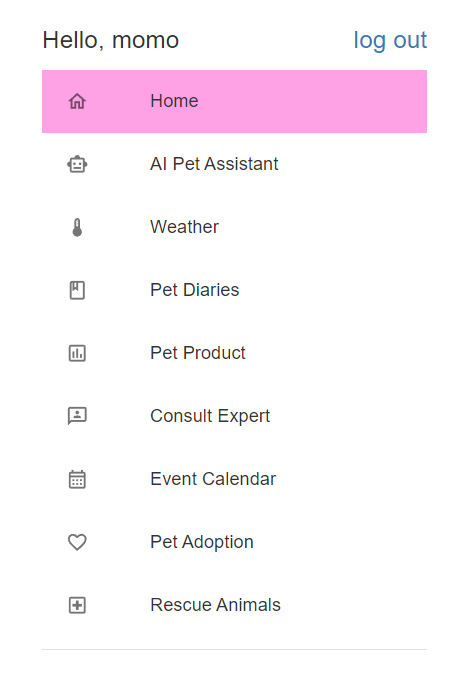 Hello, momo log out
Home
AI Pet Assistant
Weather
Pet Diaries
Pet Product
Consult Expert
Event Calendar
Pet Adoption
Rescue Animals